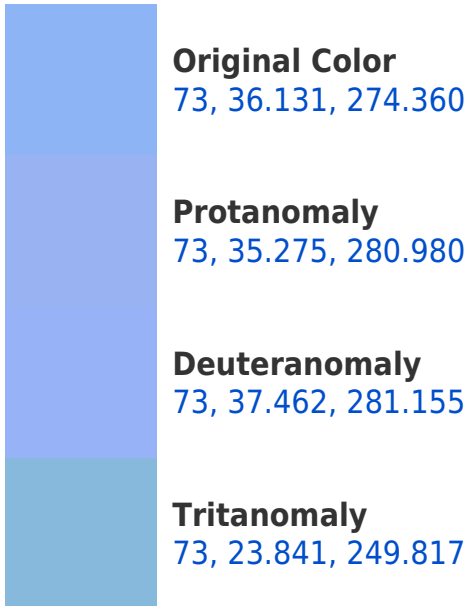 Original Color
73, 36.131, 274.360
Protanomaly
73, 35.275, 280.980
Deuteranomaly
73, 37.462, 281.155
Tritanomaly
73, 23.841, 249.817